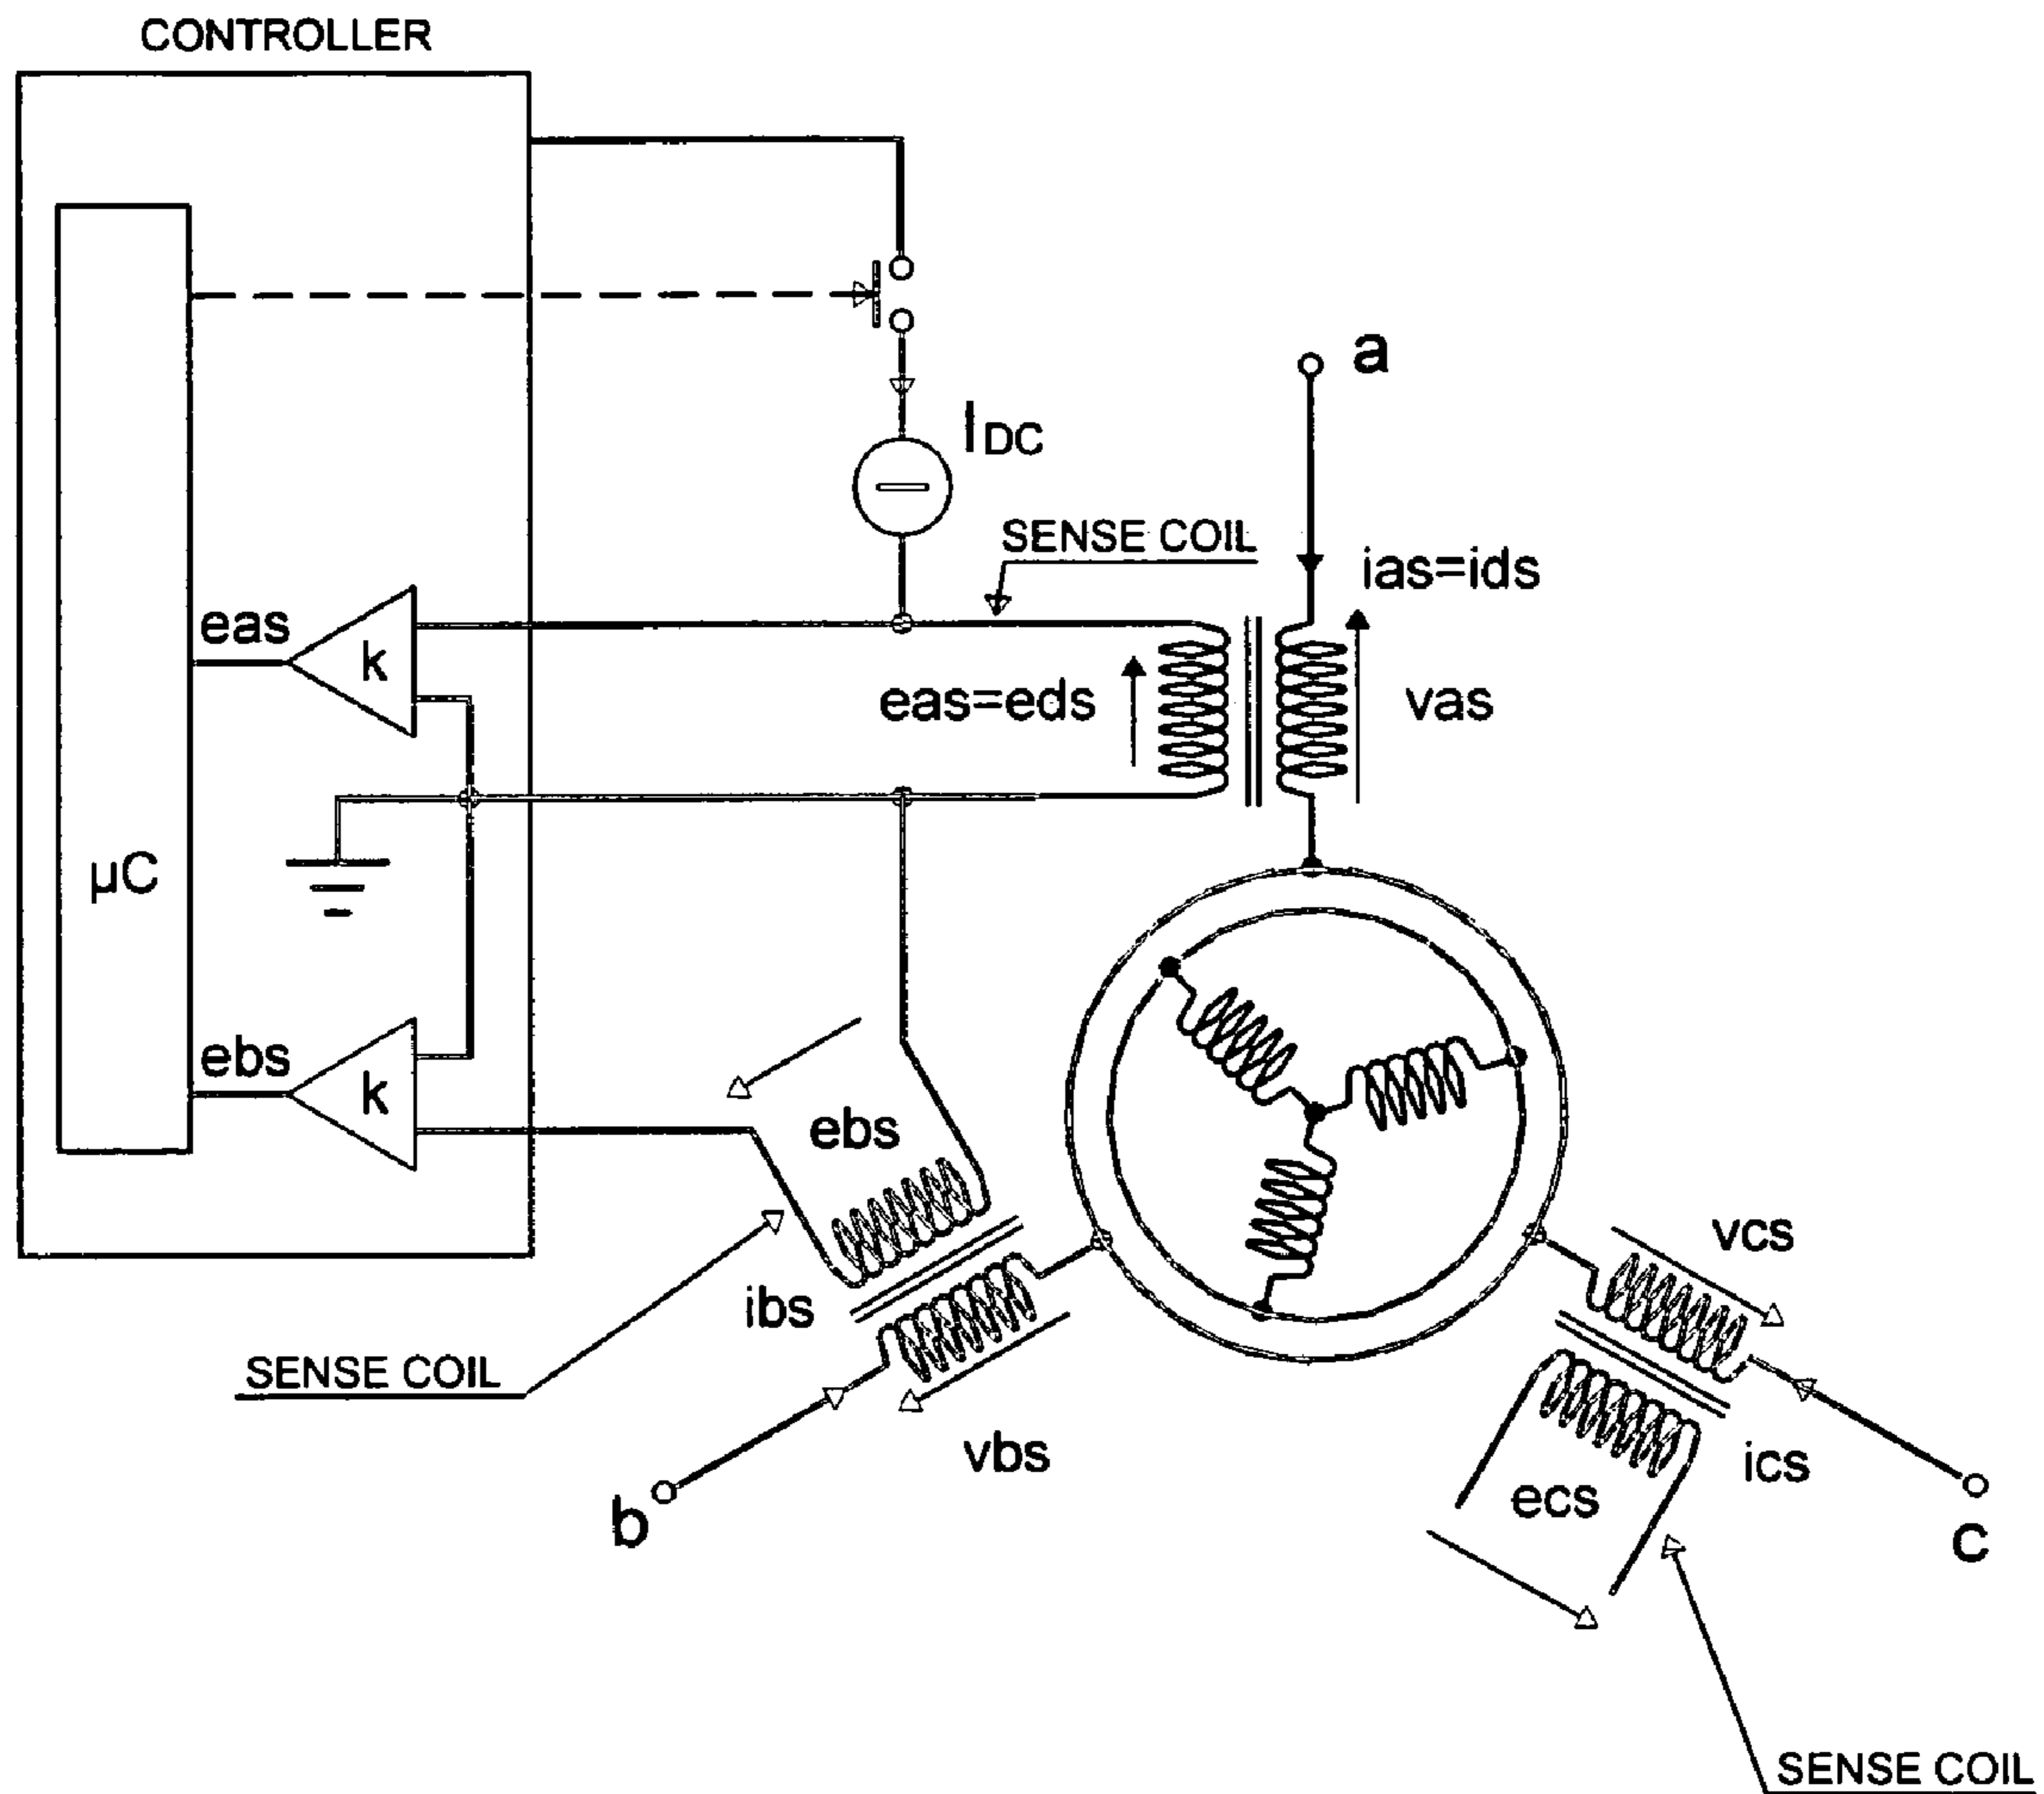 CONTROLLER
a
IDC
SENSE COIL
ias=ids
eas
k
eas=eds
vas
µC
ebs
k
ebs
vcs
ibs
SENSE COIL
vbs
ics
ecs
b
c
SENSE COIL